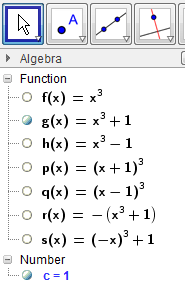 A
Algebra
Function
f(x) = x³
g(x) = x³ + 1
h(x) = x³ − 1
p(x) = (x + 1)³
q(x) = (x − 1)³
r(x) = −(x³ + 1)
s(x) = (−x)³ + 1
Number
c = 1